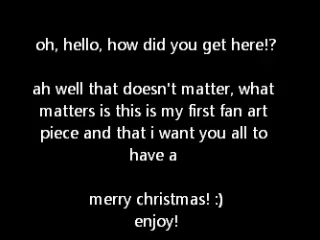 oh, hello, how did you get here!?
ah well that doesn't matter, what
matters is this is my first fan art
piece and that i want you all to
have a
merry christmas! :)
enjoy!